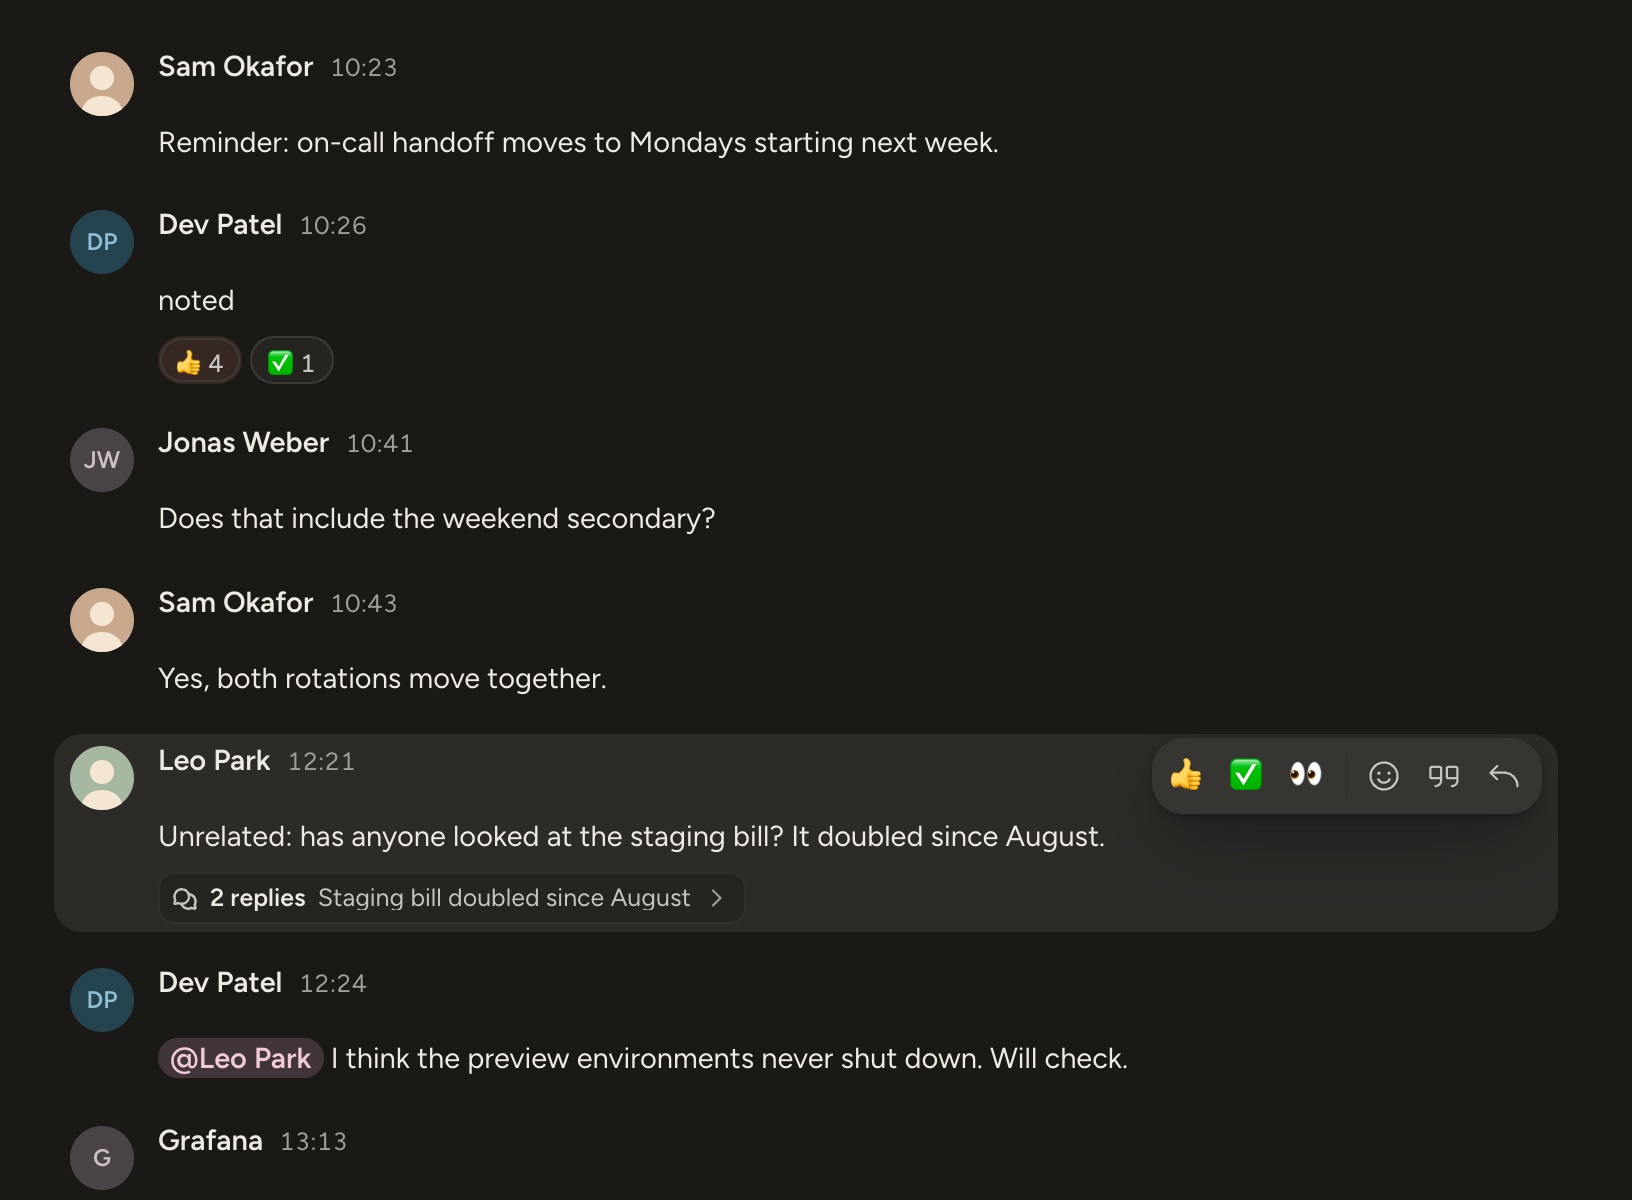 Sam Okafor 10:23
Reminder: on-call handoff moves to Mondays starting next week.
DP
Dev Patel 10:26
noted
👍 4 ✅ 1
JW
Jonas Weber 10:41
Does that include the weekend secondary?
Sam Okafor 10:43
Yes, both rotations move together.
Leo Park 12:21
Unrelated: has anyone looked at the staging bill? It doubled since August.
2 replies Staging bill doubled since August
DP
Dev Patel 12:24
@Leo Park I think the preview environments never shut down. Will check.
G
Grafana 13:13